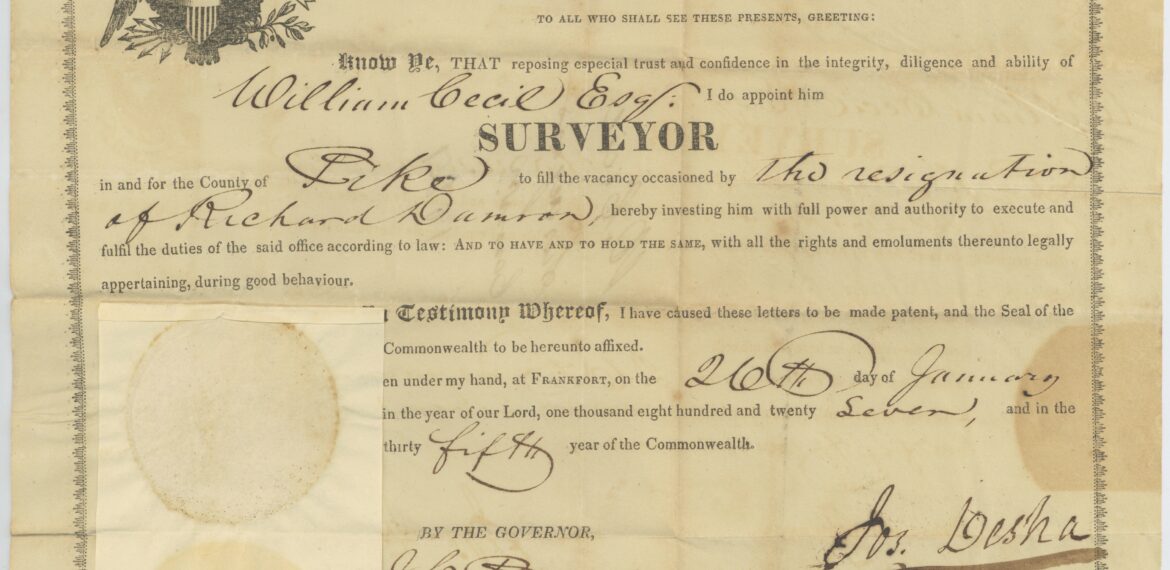 TO ALL WHO SHALL SEE THESE PRESENTS, GREETING:
Know Ye, THAT reposing especial trust and confidence in the integrity, diligence and ability of
William Cecil Esqr. I do appoint him
SURVEYOR
in and for the County of Pike to fill the vacancy occasioned by the resignation
of Richard Damron, hereby investing him with full power and authority to execute and
fulfil the duties of the said office according to law: AND TO HAVE AND TO HOLD THE SAME, with all the rights and emoluments thereunto legally
appertaining, during good behaviour.
n Testimony Whereof, I have caused these letters to be made patent, and the Seal of the
Commonwealth to be hereunto affixed.
en under my hand, at FRANKFORT, on the 26th day of January
in the year of our Lord, one thousand eight hundred and twenty Seven, and in the
thirty fifth year of the Commonwealth.
BY THE GOVERNOR,
Jos. Desha